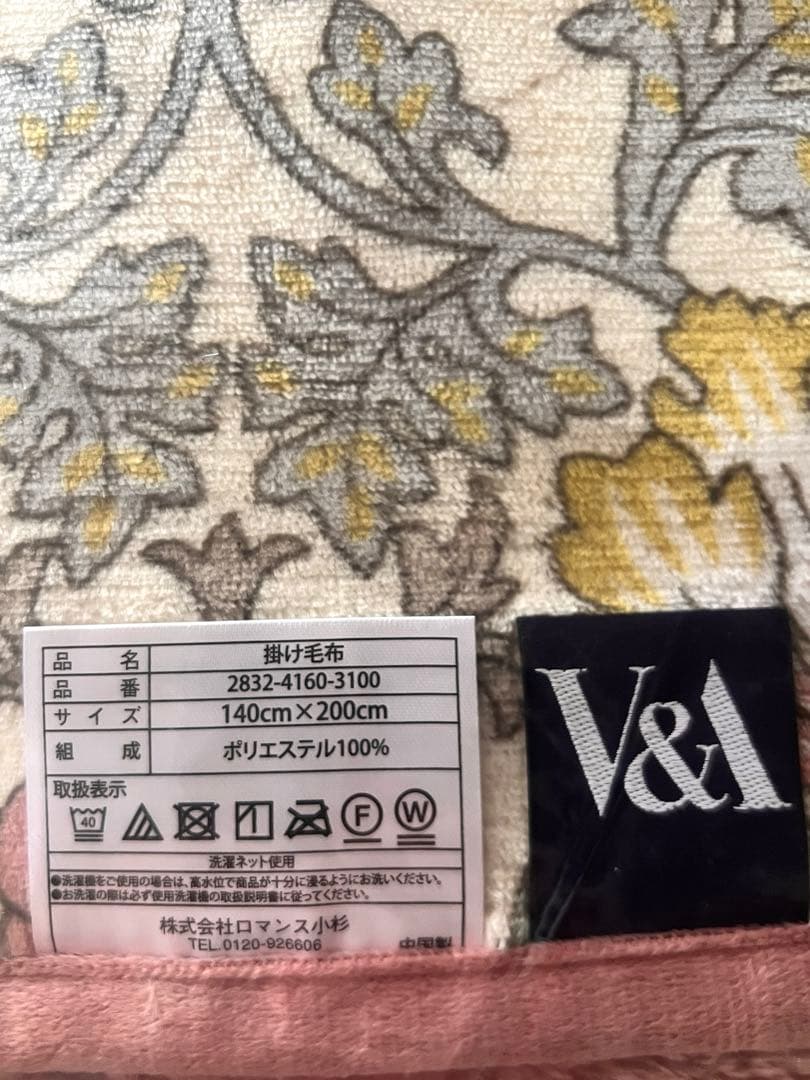 品名 掛け毛布
品番 2832-4160-3100
サイズ 140cm×200cm
組成 ポリエステル100%
取扱表示
40 F W
洗濯ネット使用
●洗濯機をご使用の場合は、高水位で商品が十分に浸るようにお洗いください。
●お洗濯の際は必ず使用洗濯機の取扱説明書に従ってください。
株式会社ロマンス小杉
TEL.0120-926606
中国製
V&A